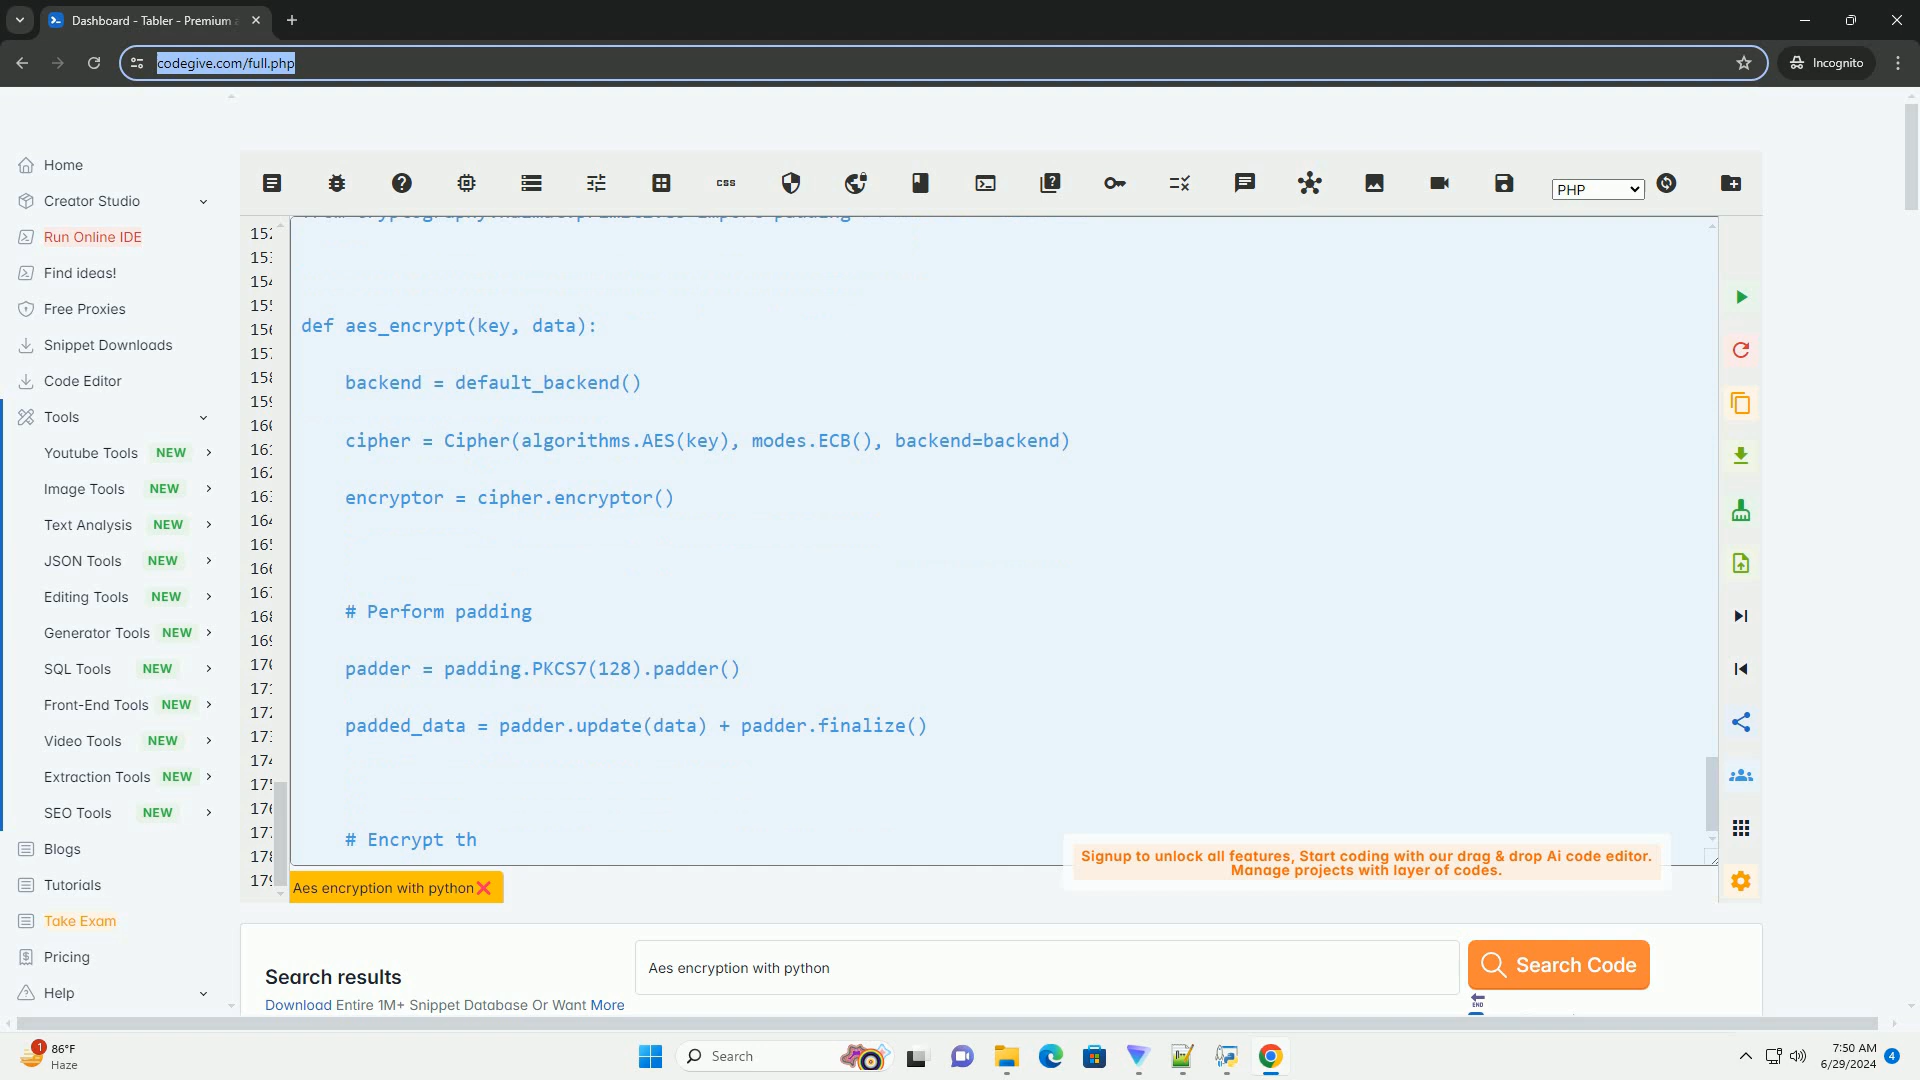 Dashboard - Tabler - Premium
codegive.com/full.php
Incognito
Home
Creator Studio
Run Online IDE
Find ideas!
Free Proxies
Snippet Downloads
Code Editor
Tools
Youtube Tools NEW
Image Tools NEW
Text Analysis NEW
JSON Tools NEW
Editing Tools NEW
Generator Tools NEW
SQL Tools NEW
Front-End Tools NEW
Video Tools NEW
Extraction Tools NEW
SEO Tools NEW
Blogs
Tutorials
Take Exam
Pricing
Help
css
PHP
def aes_encrypt(key, data):
backend = default_backend()
cipher = Cipher(algorithms.AES(key), modes.ECB(), backend=backend)
encryptor = cipher.encryptor()
# Perform padding
padder = padding.PKCS7(128).padder()
padded_data = padder.update(data) + padder.finalize()
# Encrypt th
Signup to unlock all features, Start coding with our drag & drop Ai code editor.
Manage projects with layer of codes.
Aes encryption with python
Search results
Download Entire 1M+ Snippet Database Or Want More
Aes encryption with python
Search Code
END
1
86°F
Haze
Search
7:50 AM
6/29/2024
4